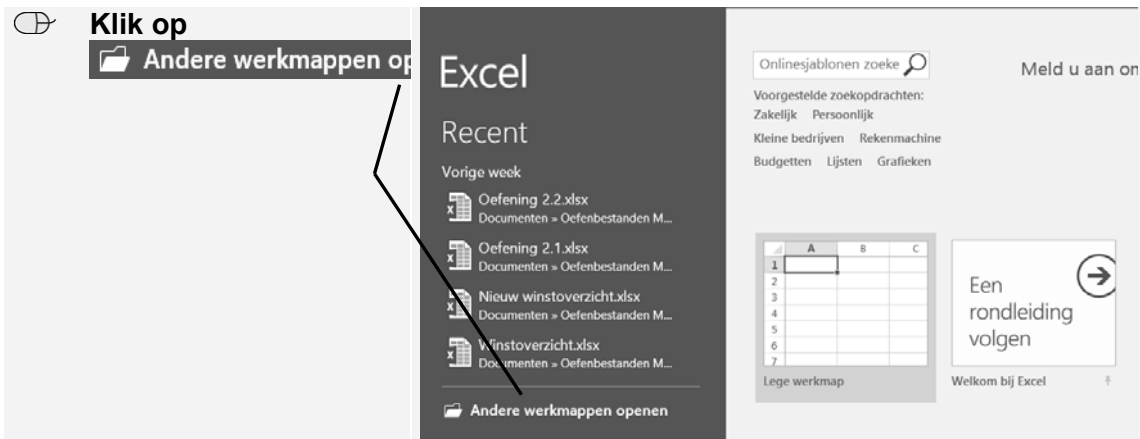 Klik op
Andere werkmappen op
Excel
Recent
Vorige week
Oefening 2.2.xlsx
Documenten » Oefenbestanden M...
Oefening 2.1.xlsx
Documenten » Oefenbestanden M...
Nieuw winstoverzicht.xlsx
Documenten » Oefenbestanden M...
Winstoverzicht.xlsx
Documenten » Oefenbestanden M...
Andere werkmappen openen
Onlinesjablonen zoeke
Meld u aan om
Voorgestelde zoekopdrachten:
Zakelijk Persoonlijk
Kleine bedrijven Rekenmachine
Budgetten Lijsten Grafieken
A B C
1
2
3
4
5
6
7
Lege werkmap
Een
rondleiding
volgen
Welkom bij Excel